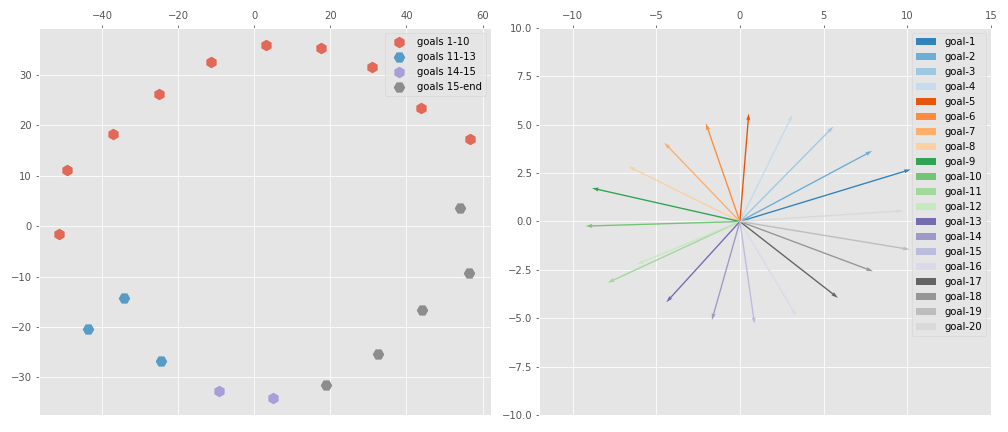 −40 −20 0 20 40 60
30
20
10
0
−10
−20
−30
goals 1-10
goals 11-13
goals 14-15
goals 15-end
−10 −5 0 5 10 15
10.0
7.5
5.0
2.5
0.0
−2.5
−5.0
−7.5
−10.0
goal-1
goal-2
goal-3
goal-4
goal-5
goal-6
goal-7
goal-8
goal-9
goal-10
goal-11
goal-12
goal-13
goal-14
goal-15
goal-16
goal-17
goal-18
goal-19
goal-20